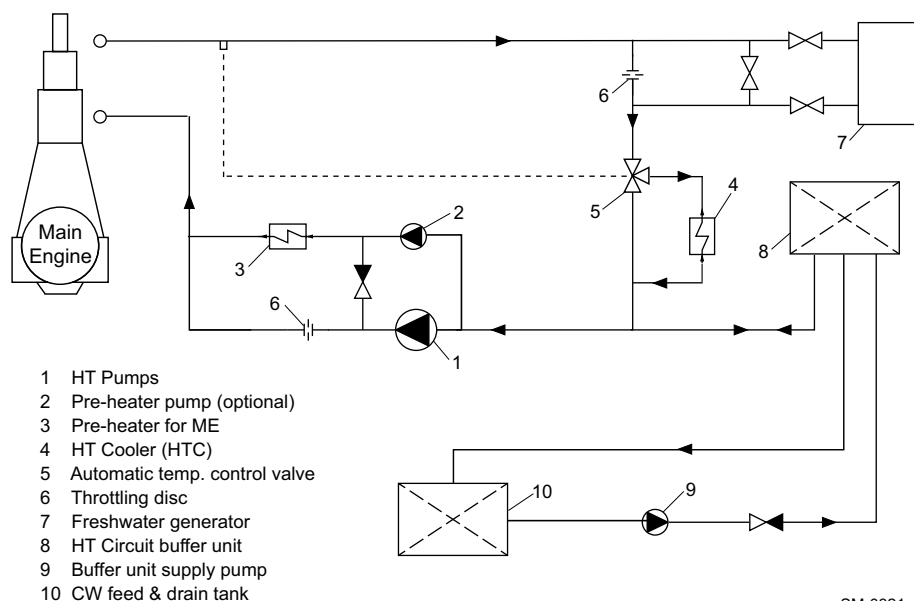 6
7
5
4
8
2
3
6
1
Main
Engine
1 HT Pumps
2 Pre-heater pump (optional)
3 Pre-heater for ME
4 HT Cooler (HTC)
5 Automatic temp. control valve
6 Throttling disc
7 Freshwater generator
8 HT Circuit buffer unit
9 Buffer unit supply pump
10 CW feed & drain tank
10
9